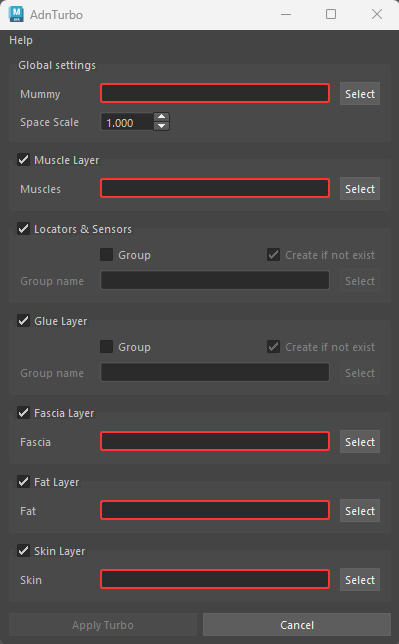 AdnTurbo
Help
Global settings
Mummy Select
Space Scale 1.000
Muscle Layer
Muscles Select
Locators & Sensors
Group Create if not exist
Group name Select
Glue Layer
Group Create if not exist
Group name Select
Fascia Layer
Fascia Select
Fat Layer
Fat Select
Skin Layer
Skin Select
Apply Turbo Cancel